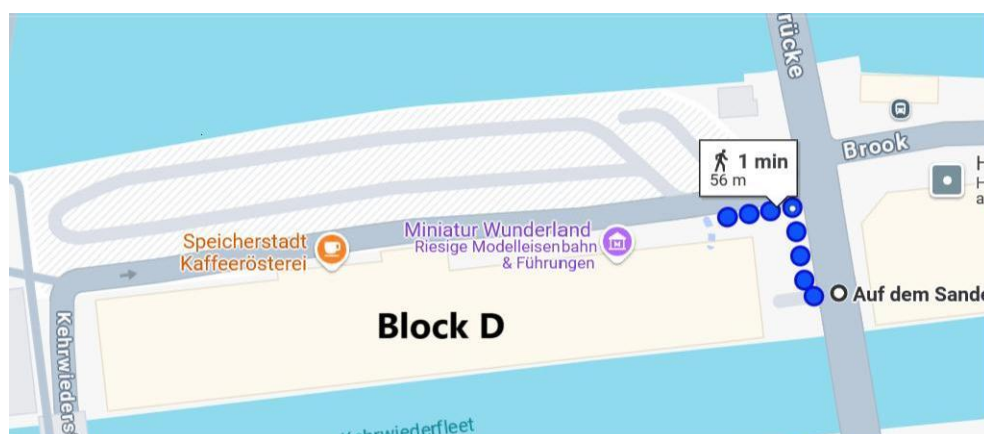 rücke
1 min
56 m
Brook
Speicherstadt
Kaffeerösterei
Miniatur Wunderland
Riesige Modelleisenbahn
& Führungen
Auf dem Sande
Block D
Kehrwieders
Kehrwiederfleet